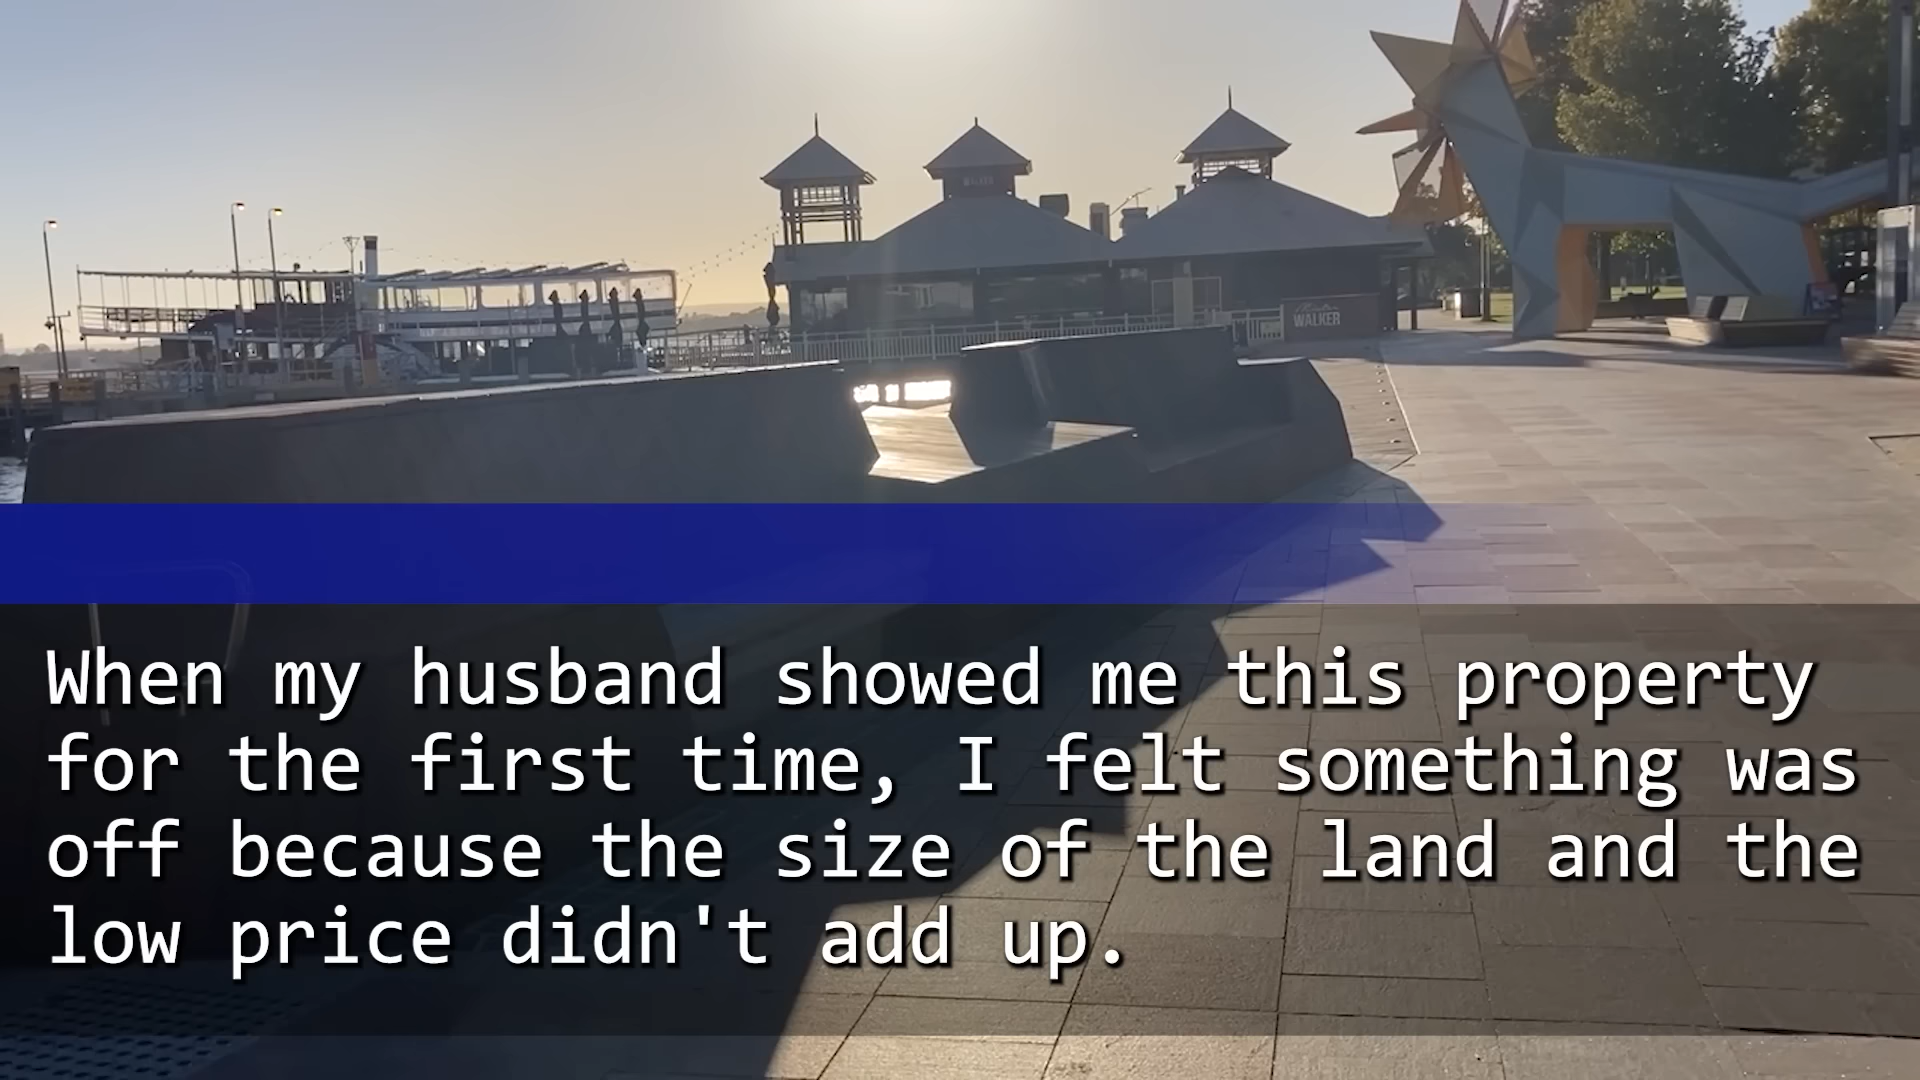 WALKER
When my husband showed me this property
for the first time, I felt something was
off because the size of the land and the
low price didn't add up.